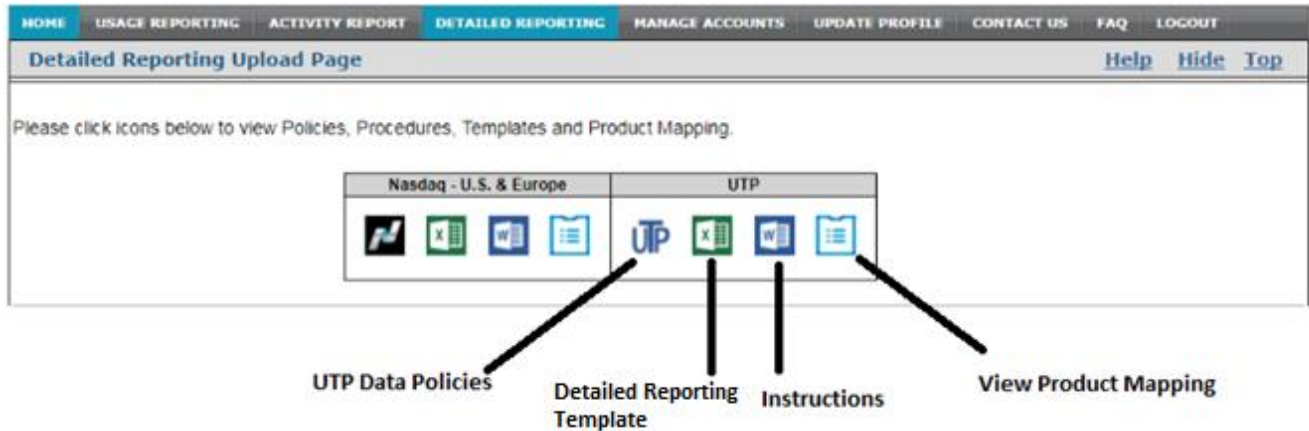 HOME USAGE REPORTING ACTIVITY REPORT DETAILED REPORTING MANAGE ACCOUNTS UPDATE PROFILE CONTACT US FAQ LOGOUT
Detailed Reporting Upload Page Help Hide Top
Please click icons below to view Policies, Procedures, Templates and Product Mapping.
Nasdaq - U.S. & Europe UTP
X W UTP X W
UTP Data Policies Detailed Reporting Template Instructions View Product Mapping